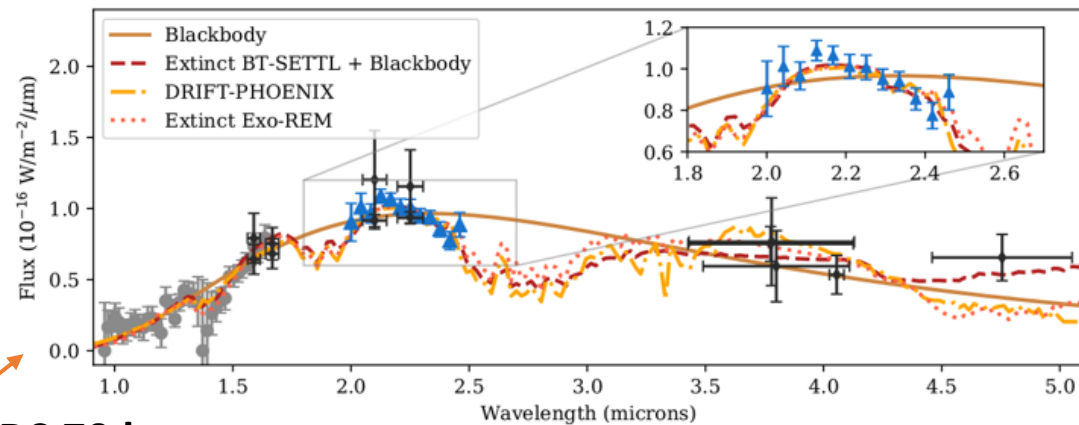 Blackbody
Extinct BT-SETTL + Blackbody
DRIFT-PHOENIX
Extinct Exo-REM
1.2
1.0
0.8
0.6
1.8 2.0 2.2 2.4 2.6
Flux (10⁻¹⁶ W/m⁻²/μm)
2.0
1.5
1.0
0.5
0.0
1.0 1.5 2.0 2.5 3.0 3.5 4.0 4.5 5.0
Wavelength (microns)